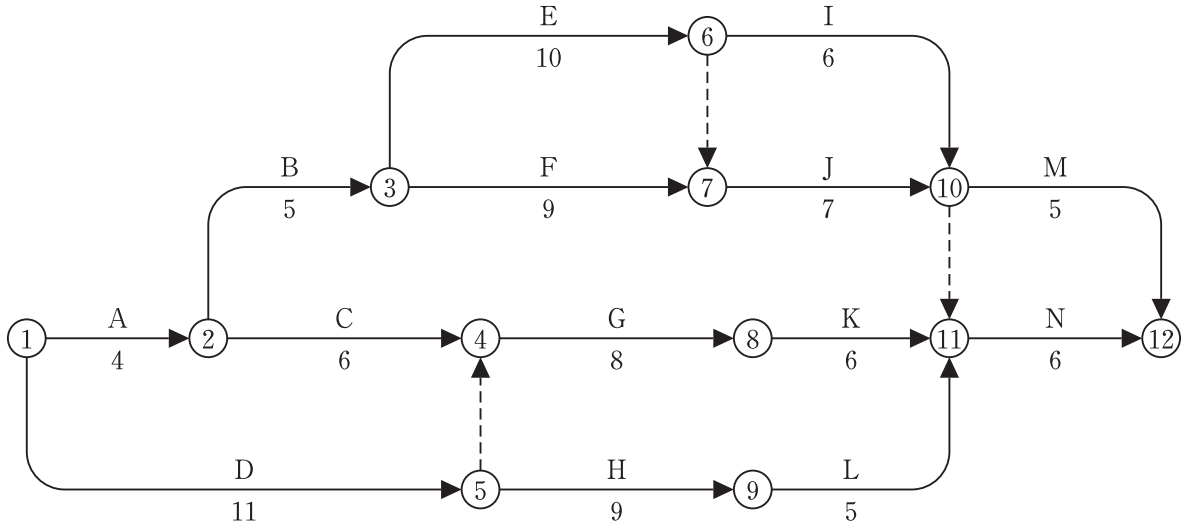 E
⑥
I
10
6
B
③
F
⑦
J
⑩
M
5
9
7
5
①
A
②
C
④
G
⑧
K
⑪
N
⑫
4
6
8
6
6
D
⑤
H
⑨
L
11
9
5